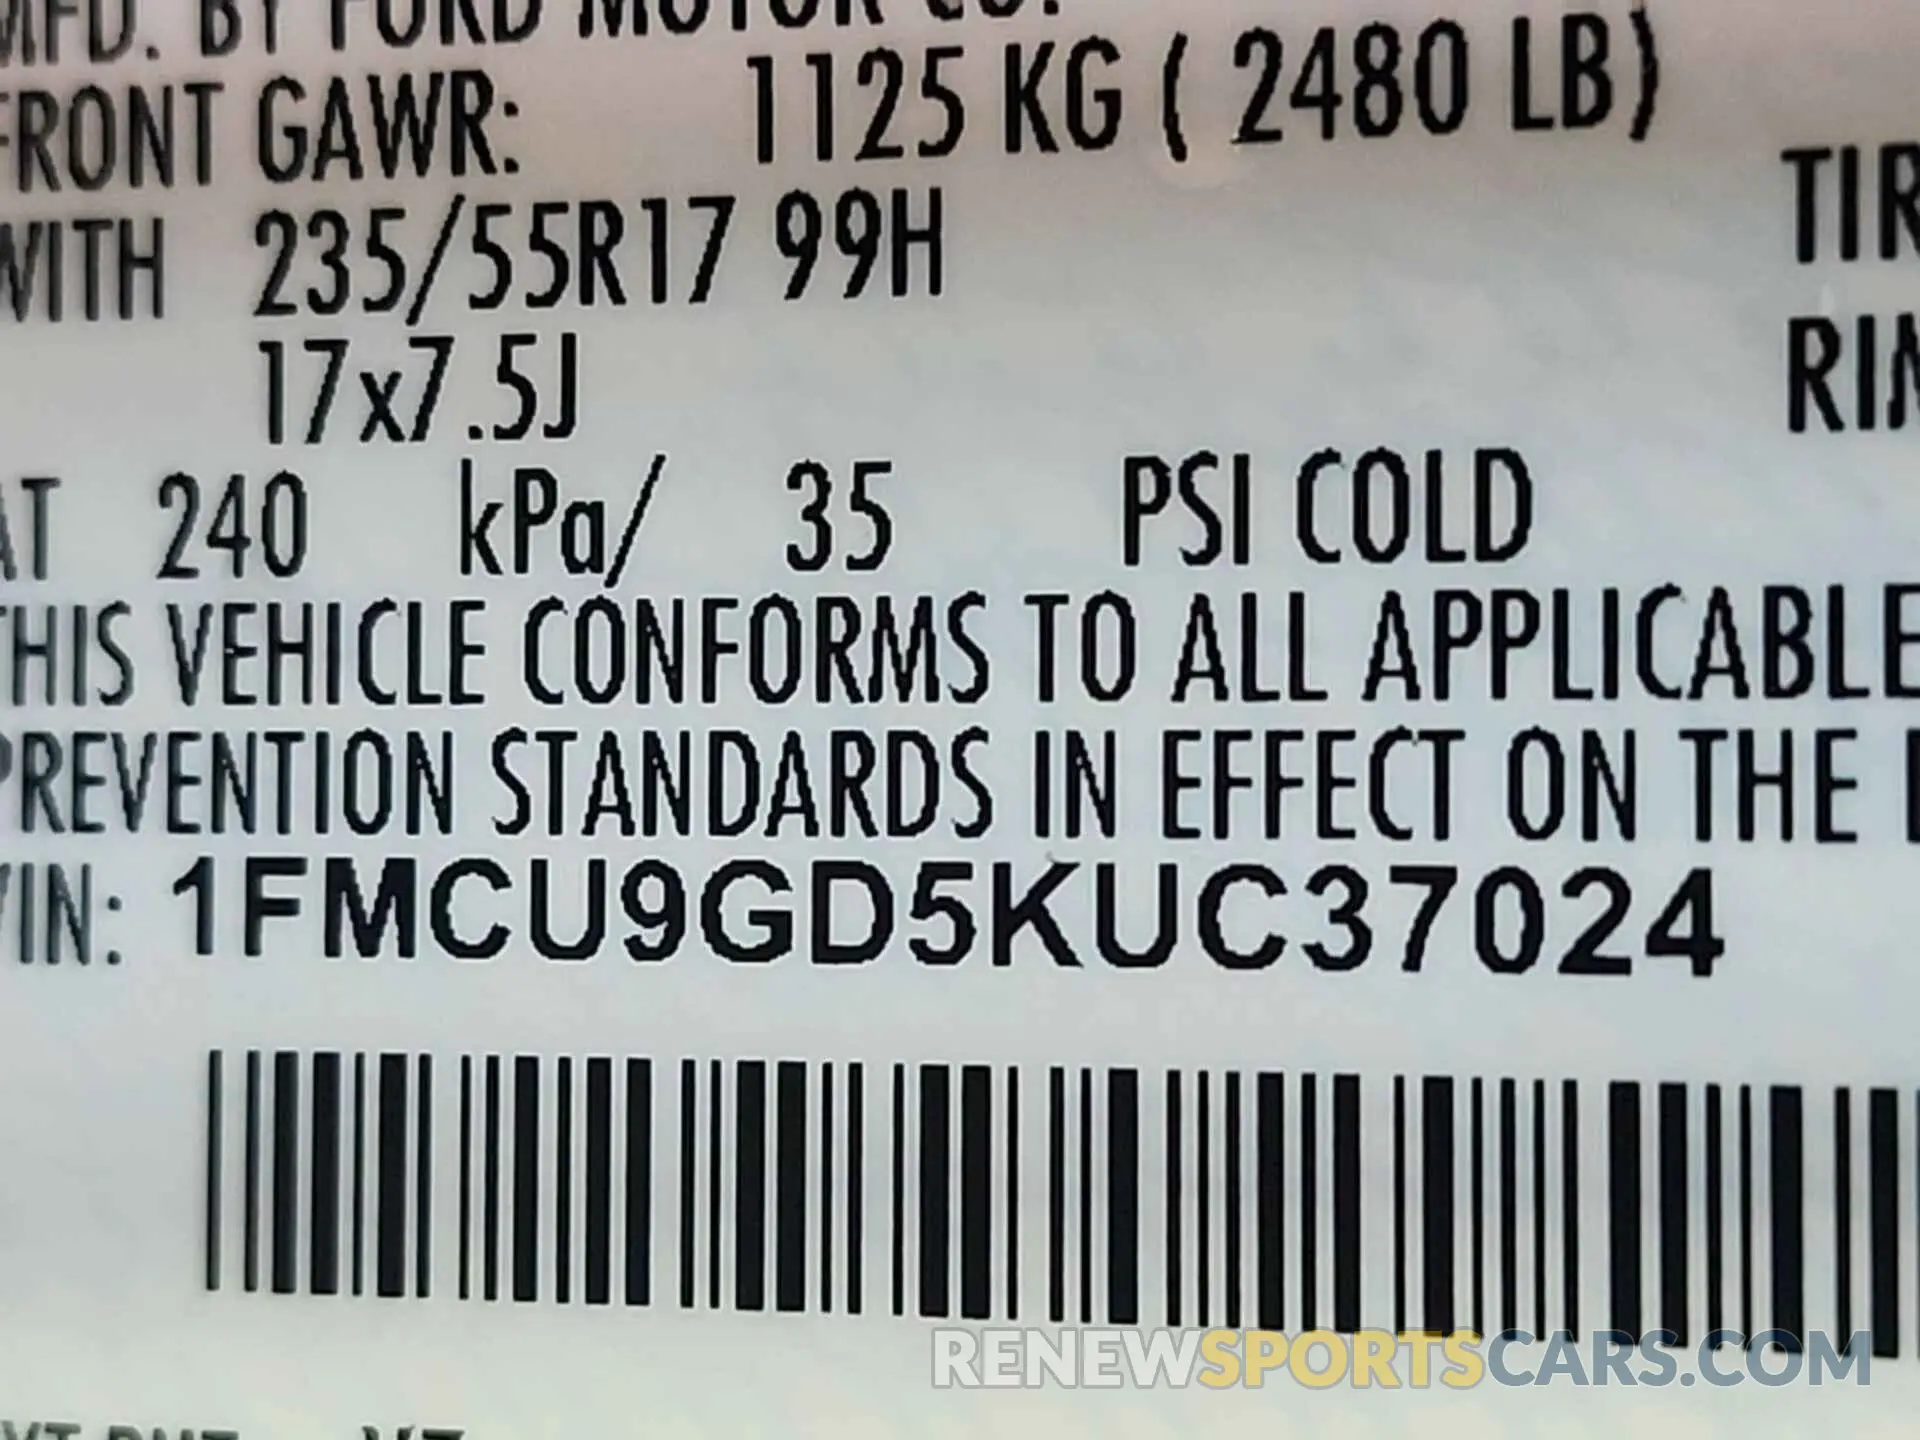 MFD. BY FORD MOTOR CO.
FRONT GAWR: 1125 KG ( 2480 LB)
WITH 235/55R17 99H TIR
17x7.5J RIM
AT 240 kPa/ 35 PSI COLD
THIS VEHICLE CONFORMS TO ALL APPLICABLE
PREVENTION STANDARDS IN EFFECT ON THE
VIN: 1FMCU9GD5KUC37024
RENEWSPORTSCARS.COM